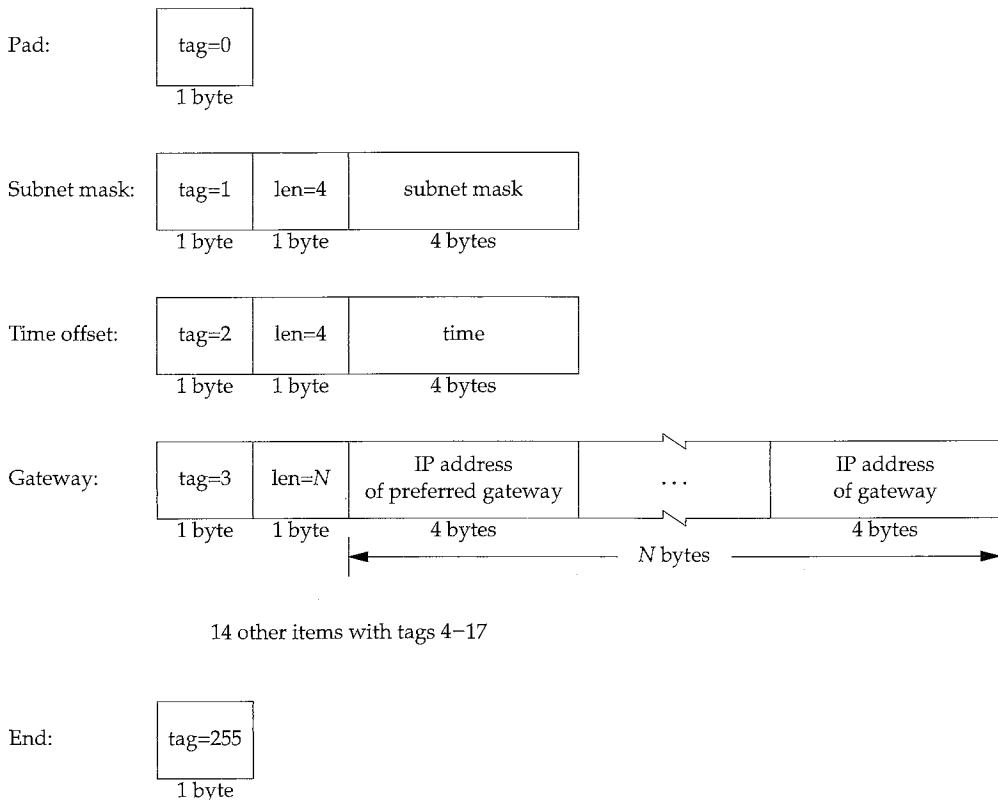 Pad: tag=0
1 byte
Subnet mask: tag=1 len=4 subnet mask
1 byte 1 byte 4 bytes
Time offset: tag=2 len=4 time
1 byte 1 byte 4 bytes
Gateway: tag=3 len=N IP address of preferred gateway ... IP address of gateway
1 byte 1 byte 4 bytes 4 bytes
N bytes
14 other items with tags 4−17
End: tag=255
1 byte